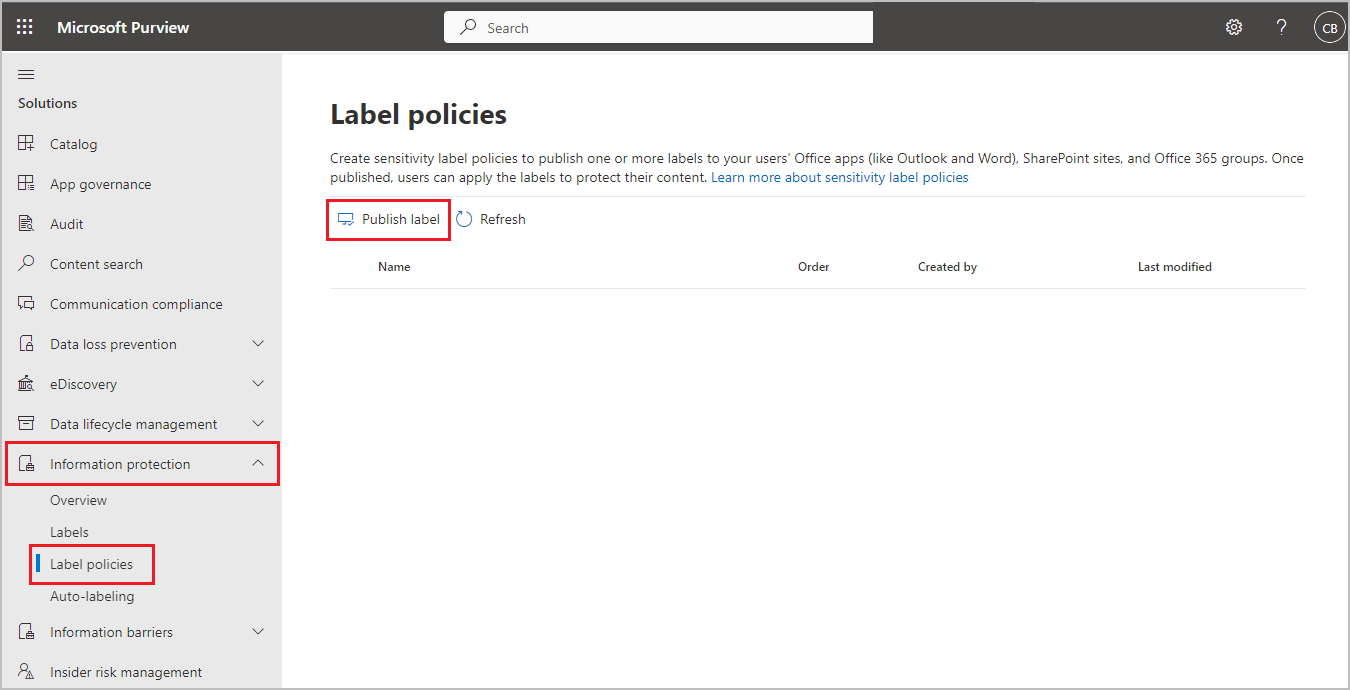 Microsoft Purview
Search
?
CB
Solutions
Catalog
App governance
Audit
Content search
Communication compliance
Data loss prevention
eDiscovery
Data lifecycle management
Information protection
Overview
Labels
Label policies
Auto-labeling
Information barriers
Insider risk management
Label policies
Create sensitivity label policies to publish one or more labels to your users' Office apps (like Outlook and Word), SharePoint sites, and Office 365 groups. Once
published, users can apply the labels to protect their content. Learn more about sensitivity label policies
Publish label Refresh
Name Order Created by Last modified